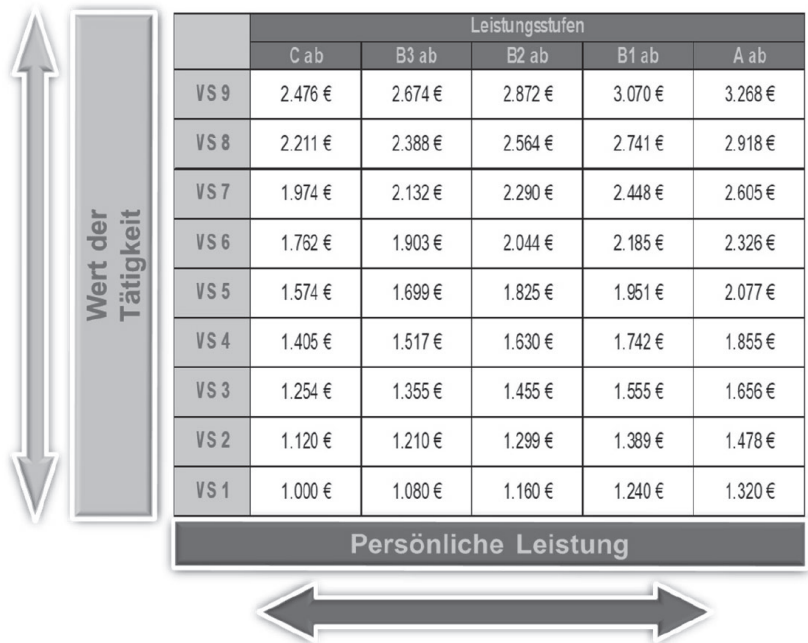 Leistungsstufen
C ab B3 ab B2 ab B1 ab A ab
VS 9 2.476 € 2.674 € 2.872 € 3.070 € 3.268 €
VS 8 2.211 € 2.388 € 2.564 € 2.741 € 2.918 €
VS 7 1.974 € 2.132 € 2.290 € 2.448 € 2.605 €
VS 6 1.762 € 1.903 € 2.044 € 2.185 € 2.326 €
VS 5 1.574 € 1.699 € 1.825 € 1.951 € 2.077 €
VS 4 1.405 € 1.517 € 1.630 € 1.742 € 1.855 €
VS 3 1.254 € 1.355 € 1.455 € 1.555 € 1.656 €
VS 2 1.120 € 1.210 € 1.299 € 1.389 € 1.478 €
VS 1 1.000 € 1.080 € 1.160 € 1.240 € 1.320 €
Wert der
Tätigkeit
Persönliche Leistung